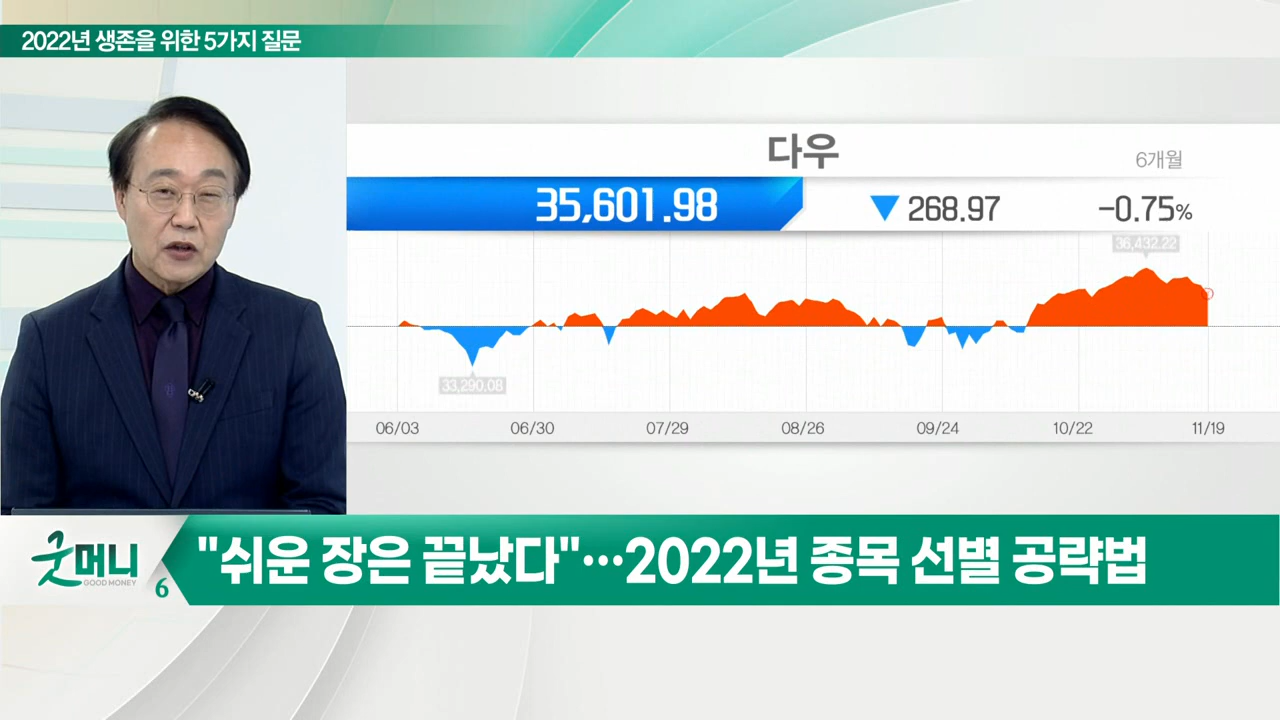 2022년 생존을 위한 5가지 질문
다우
6개월
35,601.98 ▼ 268.97 -0.75%
36,432.22
33,290.08
06/03 06/30 07/29 08/26 09/24 10/22 11/19
굿머니
GOOD MONEY
6
"쉬운 장은 끝났다"…2022년 종목 선별 공략법